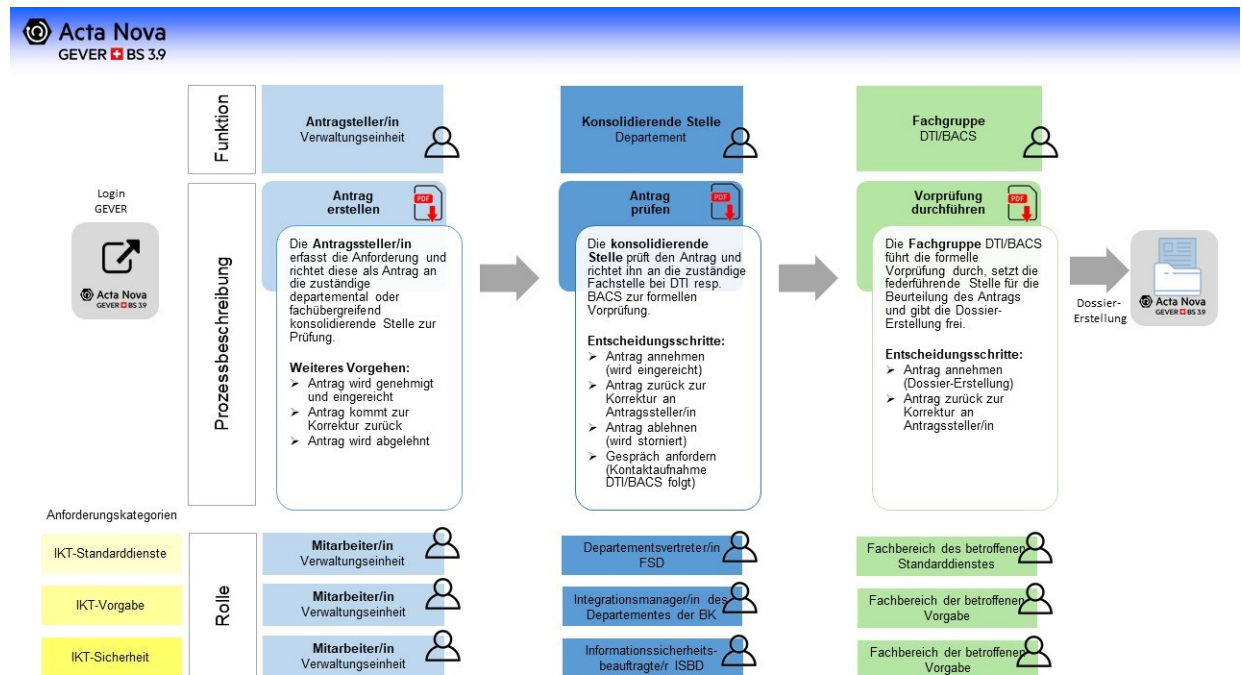 Acta Nova
GEVER BS 3.9
Funktion
Antragsteller/in
Verwaltungseinheit
Konsolidierende Stelle
Departement
Fachgruppe
DTI/BACS
Login
GEVER
Acta Nova
GEVER BS 3.9
Prozessbeschreibung
Antrag
erstellen
PDF
Die Antragssteller/in
erfasst die Anforderung und
richtet diese als Antrag an
die zuständige
departemental oder
fachübergreifend
konsolidierende Stelle zur
Prüfung.
Weiteres Vorgehen:
➢ Antrag wird genehmigt
und eingereicht
➢ Antrag kommt zur
Korrektur zurück
➢ Antrag wird abgelehnt
Antrag
prüfen
PDF
Die konsolidierende
Stelle prüft den Antrag und
richtet ihn an die zuständige
Fachstelle bei DTI resp.
BACS zur formellen
Vorprüfung.
Entscheidungsschritte:
➢ Antrag annehmen
(wird eingereicht)
➢ Antrag zurück zur
Korrektur an
Antragssteller/in
➢ Antrag ablehnen
(wird storniert)
➢ Gespräch anfordern
(Kontaktaufnahme
DTI/BACS folgt)
Vorprüfung
durchführen
PDF
Die Fachgruppe DTI/BACS
führt die formelle
Vorprüfung durch, setzt die
federführende Stelle für die
Beurteilung des Antrags
und gibt die Dossier-
Erstellung frei.
Entscheidungsschritte:
➢ Antrag annehmen
(Dossier-Erstellung)
➢ Antrag zurück zur
Korrektur an
Antragssteller/in
Dossier-
Erstellung
Acta Nova
GEVER BS 3.9
Anforderungskategorien
Rolle
IKT-Standarddienste
Mitarbeiter/in
Verwaltungseinheit
Departementsvertreter/in
FSD
Fachbereich des betroffenen
Standarddienstes
IKT-Vorgabe
Mitarbeiter/in
Verwaltungseinheit
Integrationsmanager/in des
Departementes der BK
Fachbereich der betroffenen
Vorgabe
IKT-Sicherheit
Mitarbeiter/in
Verwaltungseinheit
Informationssicherheits-
beauftragte/r ISBD
Fachbereich der betroffenen
Vorgabe